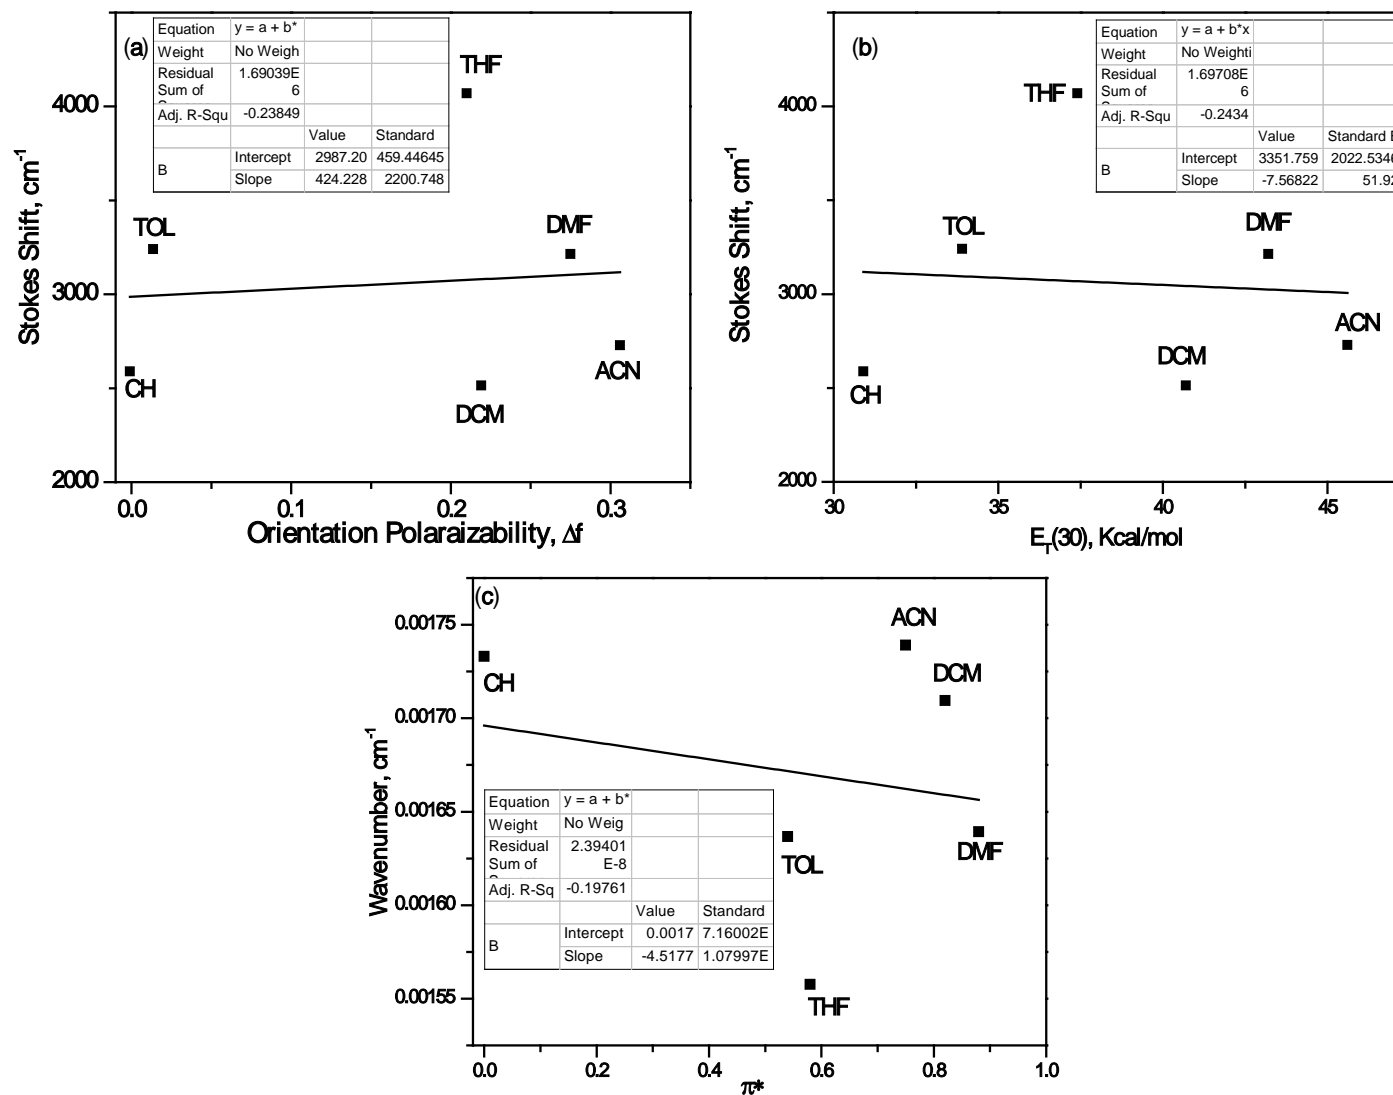 (a)
Equation y = a + b*
Weight No Weigh
Residual 1.69039E
Sum of 6
Adj. R-Squ -0.23849
Value Standard
B Intercept 2987.20 459.44645
Slope 424.228 2200.748
THF
TOL
DMF
CH
DCM
ACN
4000
3000
2000
Stokes Shift, cm-1
0.0 0.1 0.2 0.3
Orientation Polaraizability, Δf
(b)
Equation y = a + b*x
Weight No Weighti
Residual 1.69708E
Sum of 6
Adj. R-Squ -0.2434
Value Standard E
B Intercept 3351.759 2022.5346
Slope -7.56822 51.92
THF
TOL
DMF
ACN
DCM
CH
4000
3000
2000
Stokes Shift, cm-1
30 35 40 45
ET(30), Kcal/mol
(c)
ACN
DCM
CH
TOL
DMF
THF
Equation y = a + b*
Weight No Weig
Residual 2.39401
Sum of E-8
Adj. R-Sq -0.19761
Value Standard
B Intercept 0.0017 7.16002E
Slope -4.5177 1.07997E
0.00175
0.00170
0.00165
0.00160
0.00155
Wavenumber, cm-1
0.0 0.2 0.4 0.6 0.8 1.0
π*